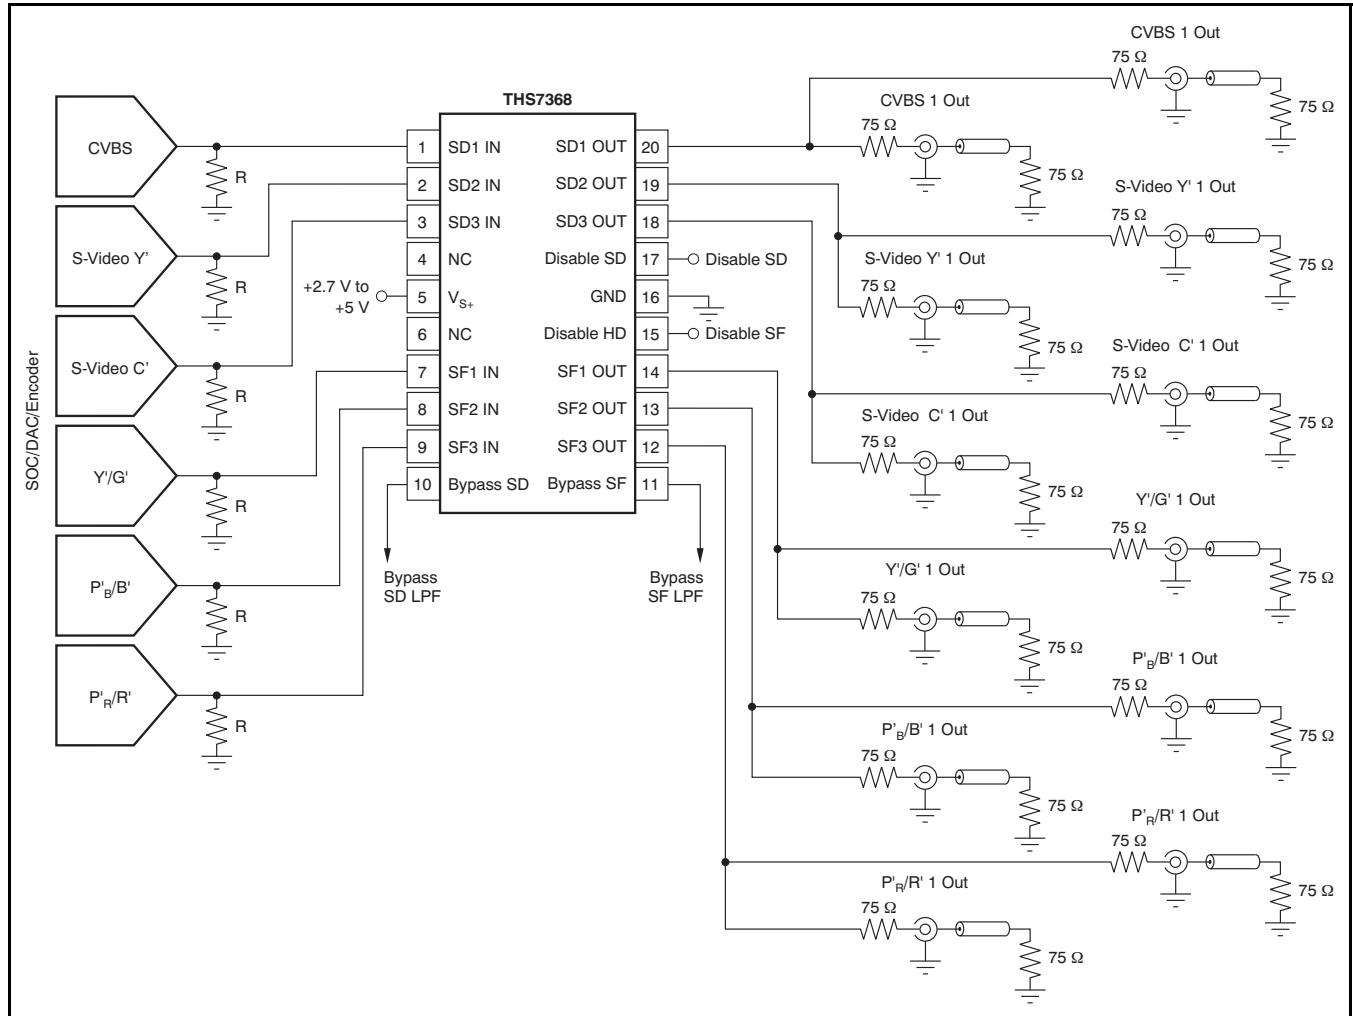 CVBS 1 Out
75 Ω
75 Ω
THS7368
CVBS 1 Out
75 Ω
75 Ω
SOC/DAC/Encoder
CVBS
R
1 SD1 IN SD1 OUT 20
2 SD2 IN SD2 OUT 19
3 SD3 IN SD3 OUT 18
4 NC Disable SD 17 Disable SD
+2.7 V to
+5 V
5 VS+ GND 16
6 NC Disable HD 15 Disable SF
7 SF1 IN SF1 OUT 14
8 SF2 IN SF2 OUT 13
9 SF3 IN SF3 OUT 12
10 Bypass SD Bypass SF 11
Bypass
SD LPF
Bypass
SF LPF
S-Video Y'
R
S-Video C'
R
Y'/G'
R
P'B/B'
R
P'R/R'
R
S-Video Y' 1 Out
75 Ω
75 Ω
S-Video Y' 1 Out
75 Ω
75 Ω
S-Video C' 1 Out
75 Ω
75 Ω
S-Video C' 1 Out
75 Ω
75 Ω
Y'/G' 1 Out
75 Ω
75 Ω
Y'/G' 1 Out
75 Ω
75 Ω
P'B/B' 1 Out
75 Ω
75 Ω
P'B/B' 1 Out
75 Ω
75 Ω
P'R/R' 1 Out
75 Ω
75 Ω
P'R/R' 1 Out
75 Ω
75 Ω